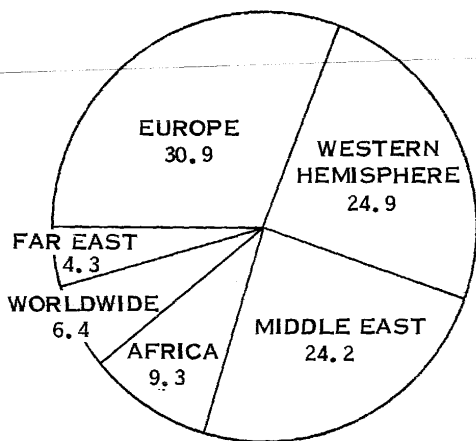 EUROPE
30.9
WESTERN
HEMISPHERE
24.9
FAR EAST
4.3
WORLDWIDE
6.4
AFRICA
9.3
MIDDLE EAST
24.2